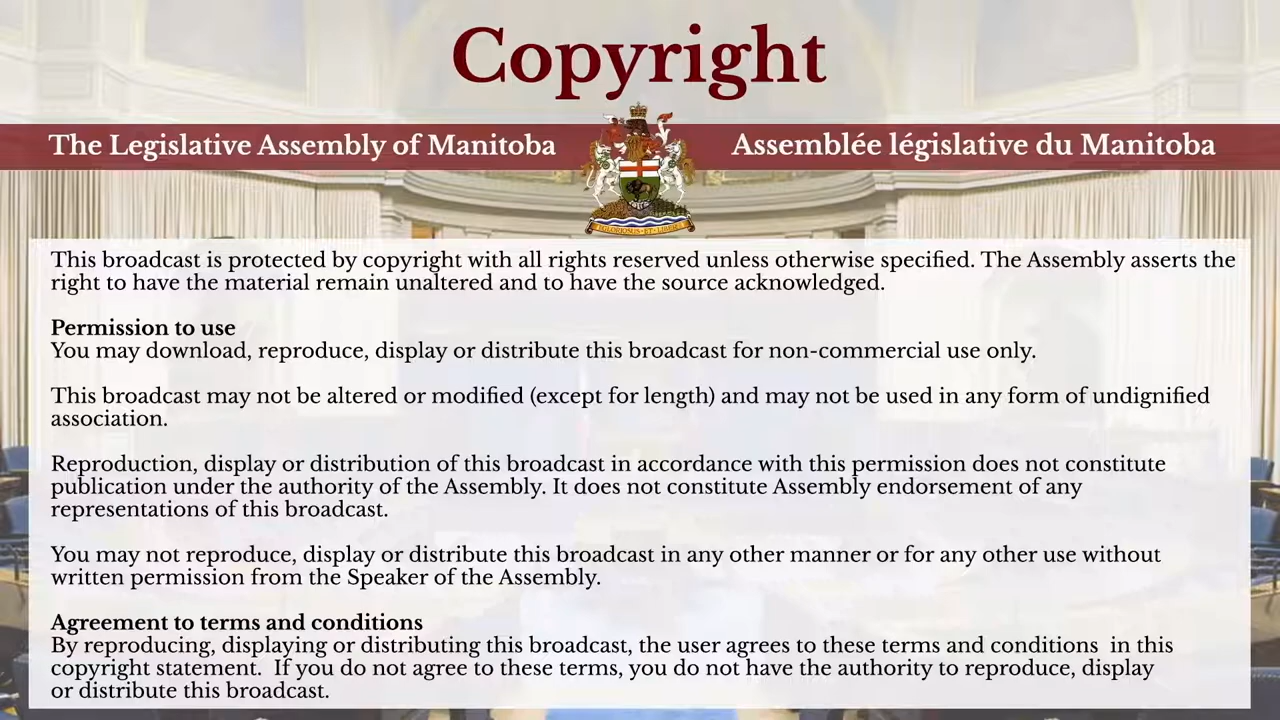 Copyright
The Legislative Assembly of Manitoba
Assemblée législative du Manitoba
GLORIOSUS·ET·LIBER
This broadcast is protected by copyright with all rights reserved unless otherwise specified. The Assembly asserts the
right to have the material remain unaltered and to have the source acknowledged.
Permission to use
You may download, reproduce, display or distribute this broadcast for non-commercial use only.
This broadcast may not be altered or modified (except for length) and may not be used in any form of undignified
association.
Reproduction, display or distribution of this broadcast in accordance with this permission does not constitute
publication under the authority of the Assembly. It does not constitute Assembly endorsement of any
representations of this broadcast.
You may not reproduce, display or distribute this broadcast in any other manner or for any other use without
written permission from the Speaker of the Assembly.
Agreement to terms and conditions
By reproducing, displaying or distributing this broadcast, the user agrees to these terms and conditions  in this
copyright statement.  If you do not agree to these terms, you do not have the authority to reproduce, display
or distribute this broadcast.